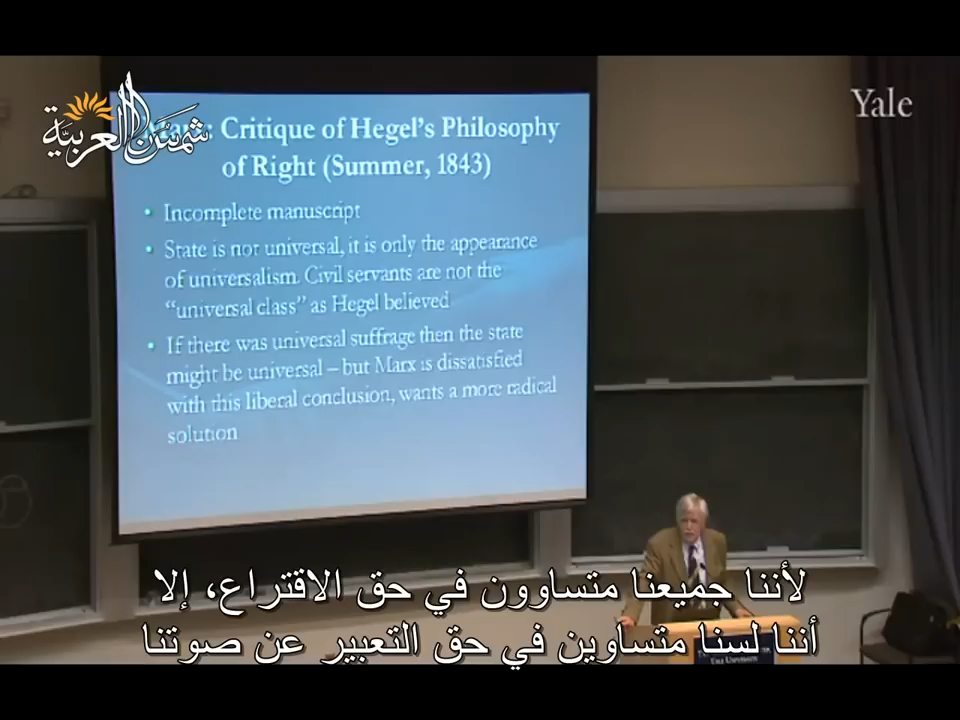 شمس العربية
Yale
: Critique of Hegel's Philosophy
of Right (Summer, 1843)
• Incomplete manuscript
• State is not universal, it is only the appearance
of universalism. Civil servants are not the
"universal class" as Hegel believed
• If there was universal suffrage then the state
might be universal – but Marx is dissatisfied
with this liberal conclusion, wants a more radical
solution
لأننا جميعنا متساوون في حق الاقتراع، إلا
أننا لسنا متساوين في حق التعبير عن صوتنا